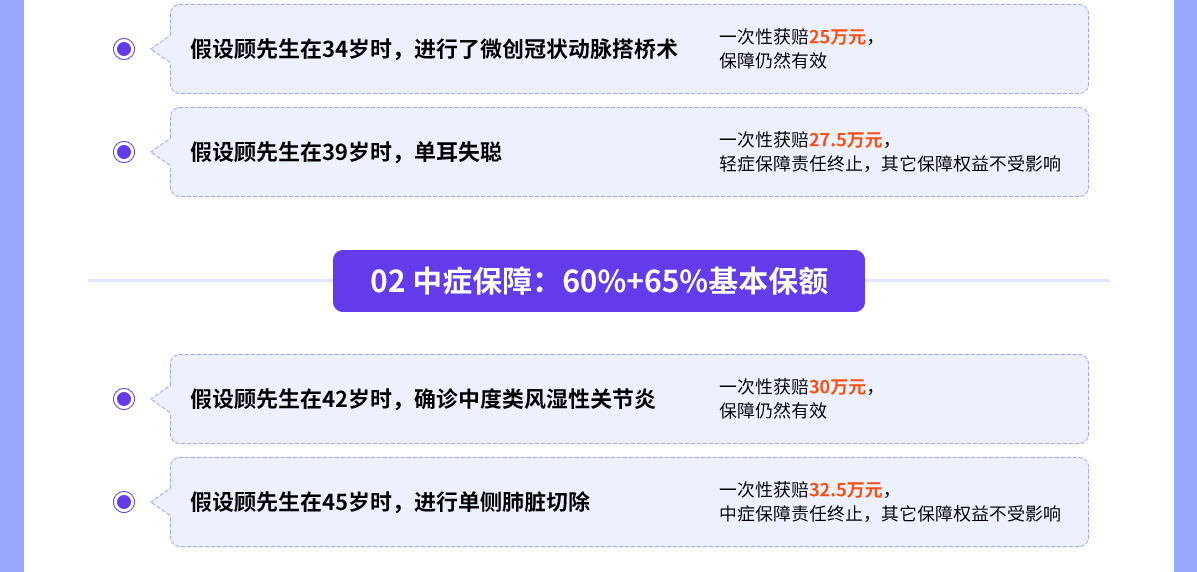 假设顾先生在34岁时，进行了微创冠状动脉搭桥术
一次性获赔25万元，
保障仍然有效
假设顾先生在39岁时，单耳失聪
一次性获赔27.5万元，
轻症保障责任终止，其它保障权益不受影响
02 中症保障：60%+65%基本保额
假设顾先生在42岁时，确诊中度类风湿性关节炎
一次性获赔30万元，
保障仍然有效
假设顾先生在45岁时，进行单侧肺脏切除
一次性获赔32.5万元，
中症保障责任终止，其它保障权益不受影响